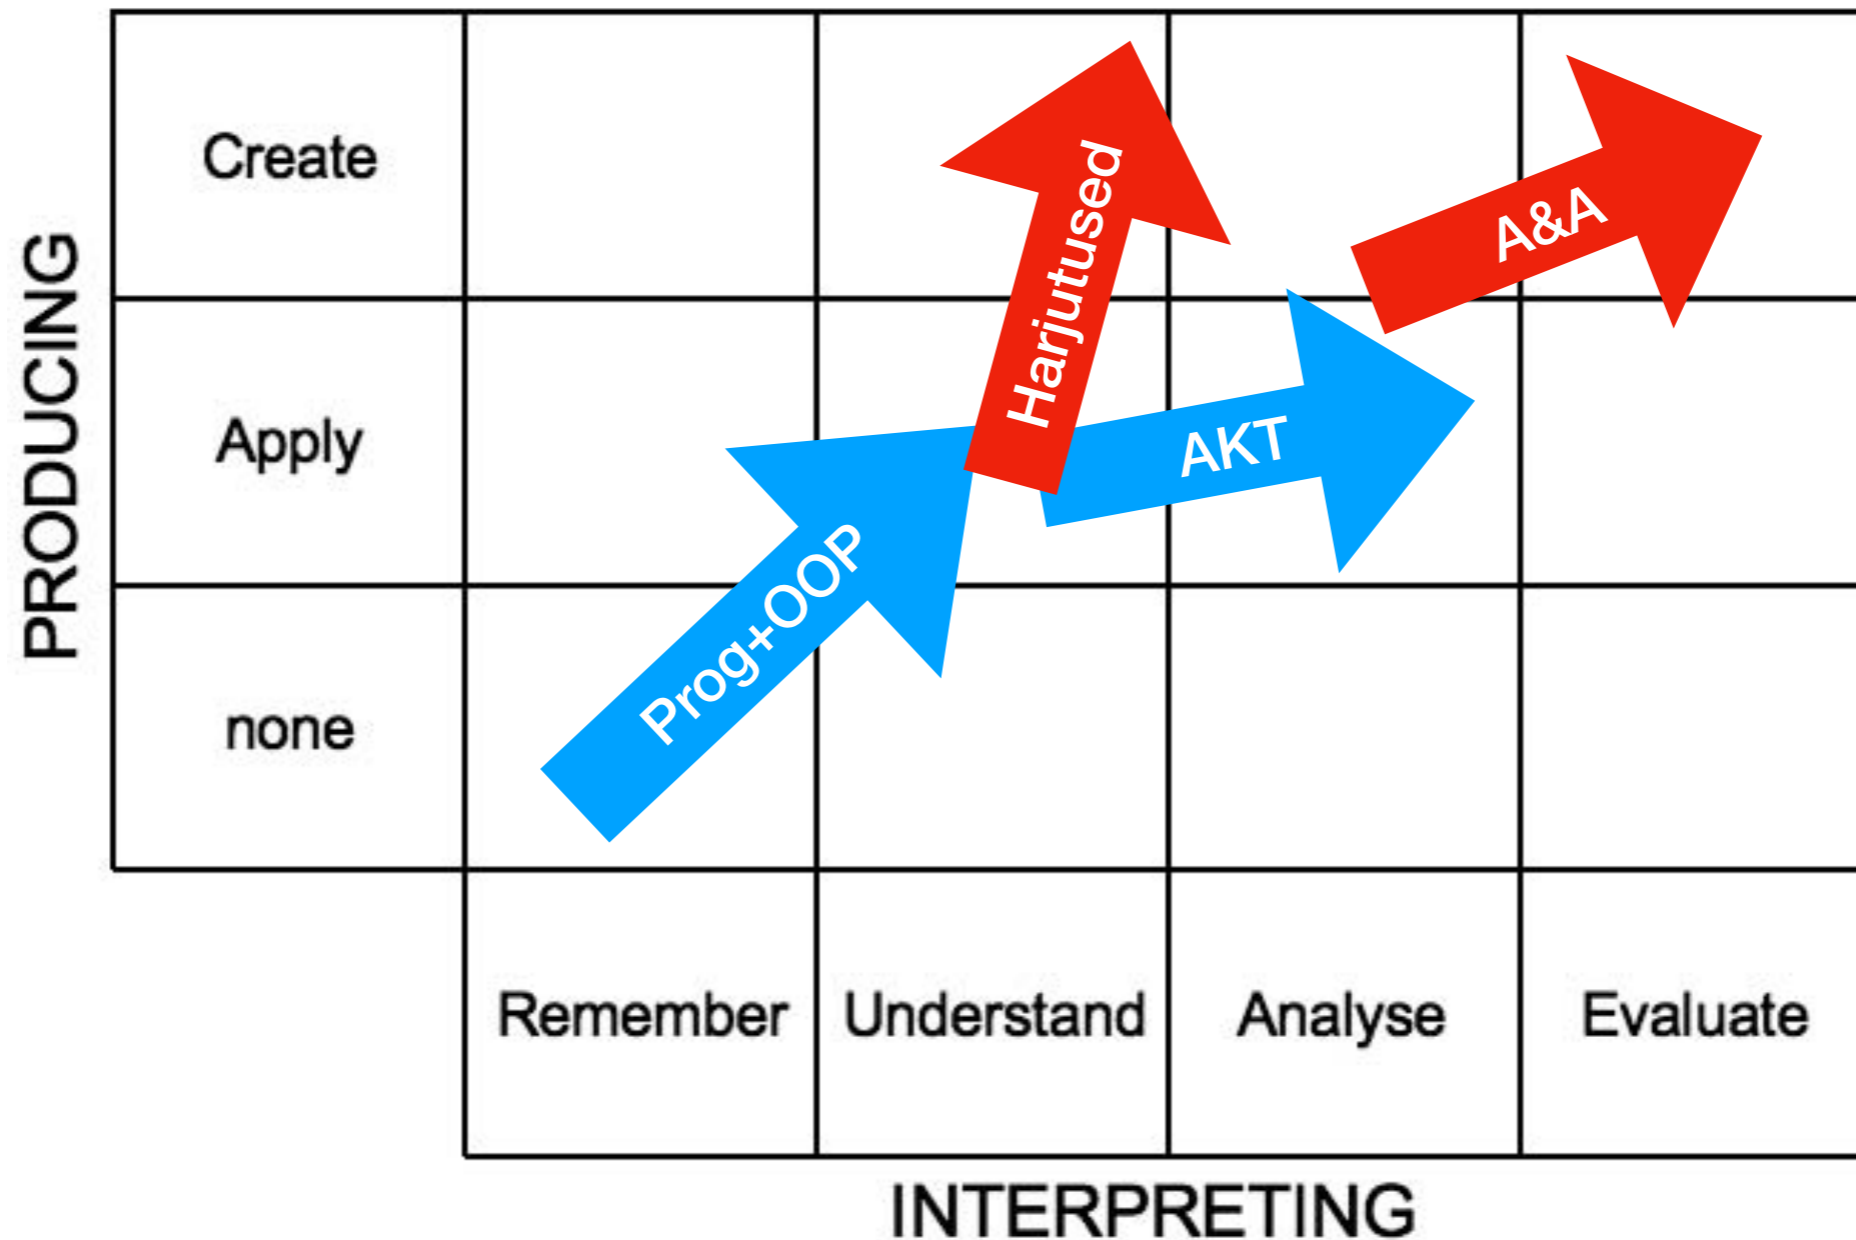 PRODUCING
Create
Apply
none
Harjutused
A&A
AKT
Prog+OOP
Remember
Understand
Analyse
Evaluate
INTERPRETING